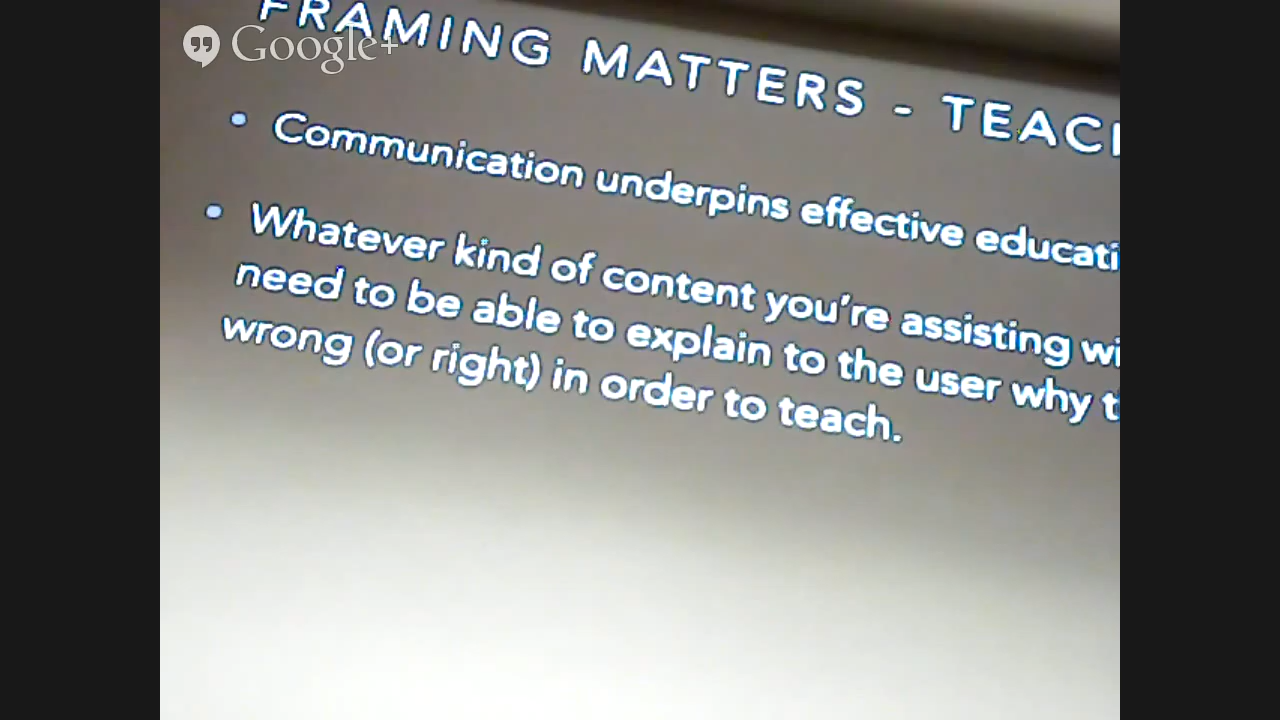 Google+
FRAMING MATTERS - TEAC
• Communication underpins effective educati
• Whatever kind of content you're assisting wi
need to be able to explain to the user why t
wrong (or right) in order to teach.